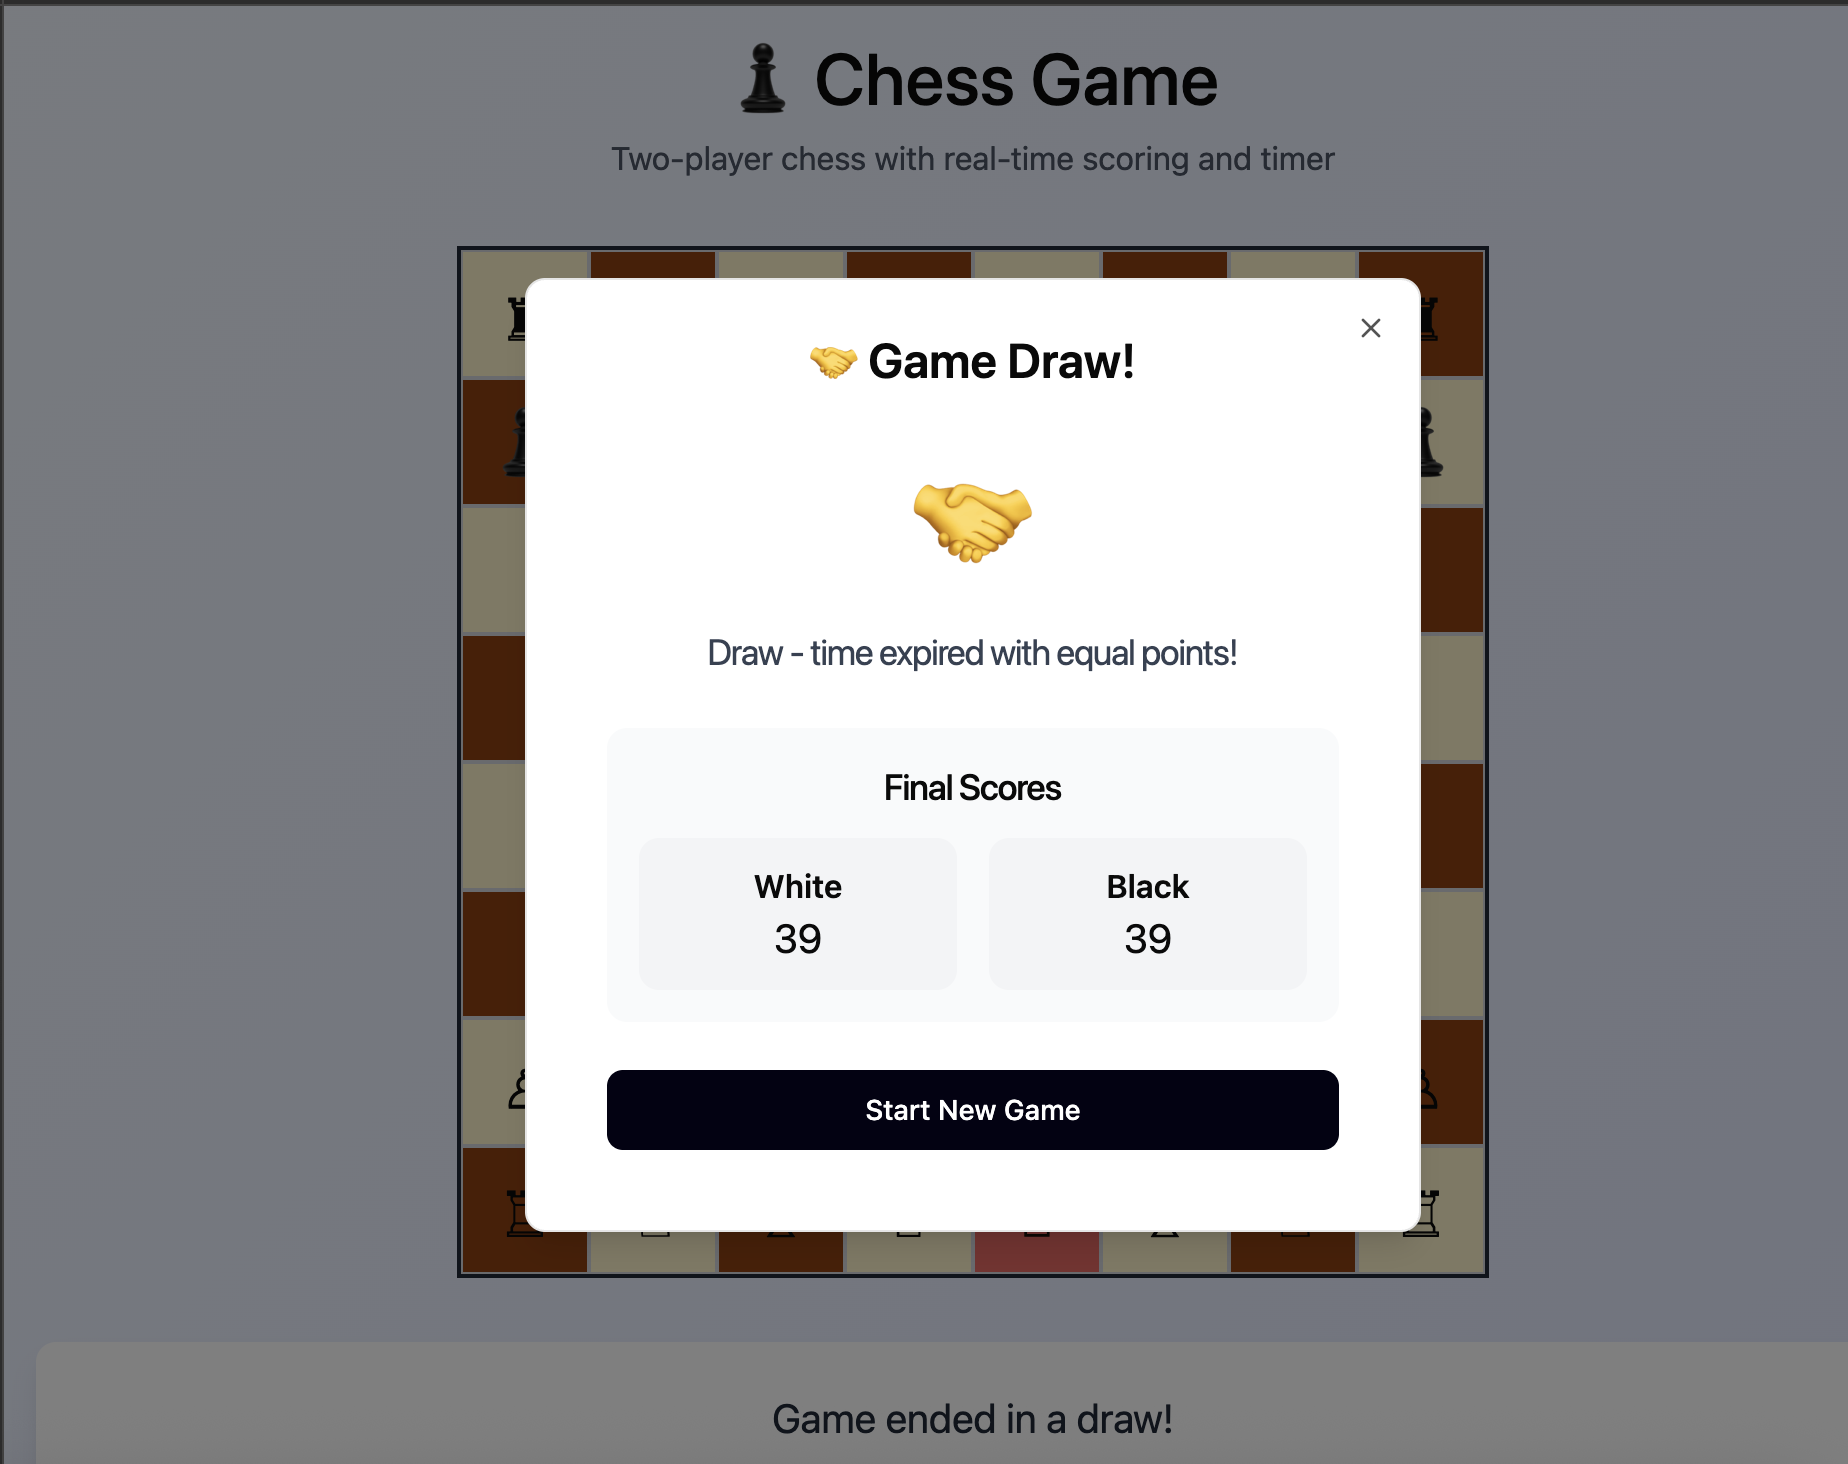 Chess Game
Two-player chess with real-time scoring and timer
Game Draw!
Draw - time expired with equal points!
Final Scores
White
39
Black
39
Start New Game
Game ended in a draw!